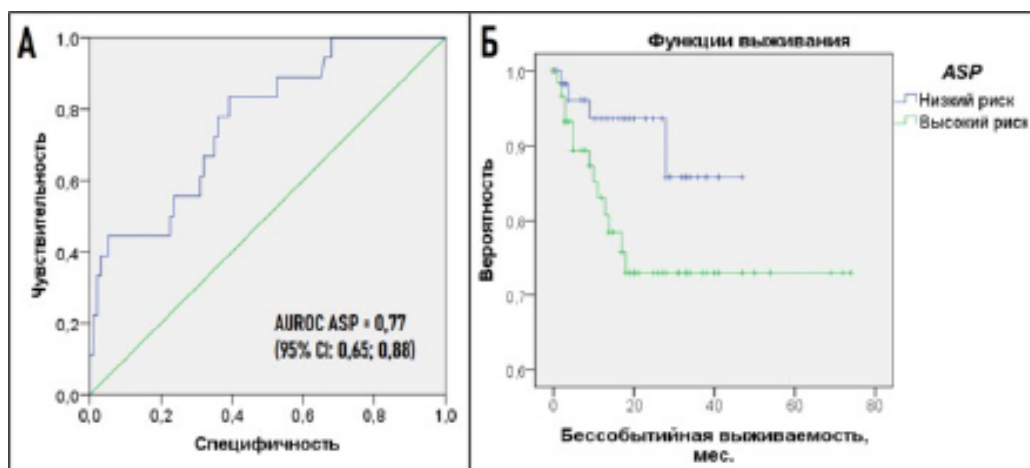 А
1,0
0,8
0,6
0,4
0,2
0,0
Чувствительность
0,0 0,2 0,4 0,6 0,8 1,0
Специфичность
AUROC ASP = 0,77
(95% CI: 0,65; 0,88)
Б
Функции выживания
1,0
0,9
0,8
0,7
0,6
Вероятность
0 20 40 60 80
Бессобытийная выживаемость,
мес.
ASP
Низкий риск
Высокий риск